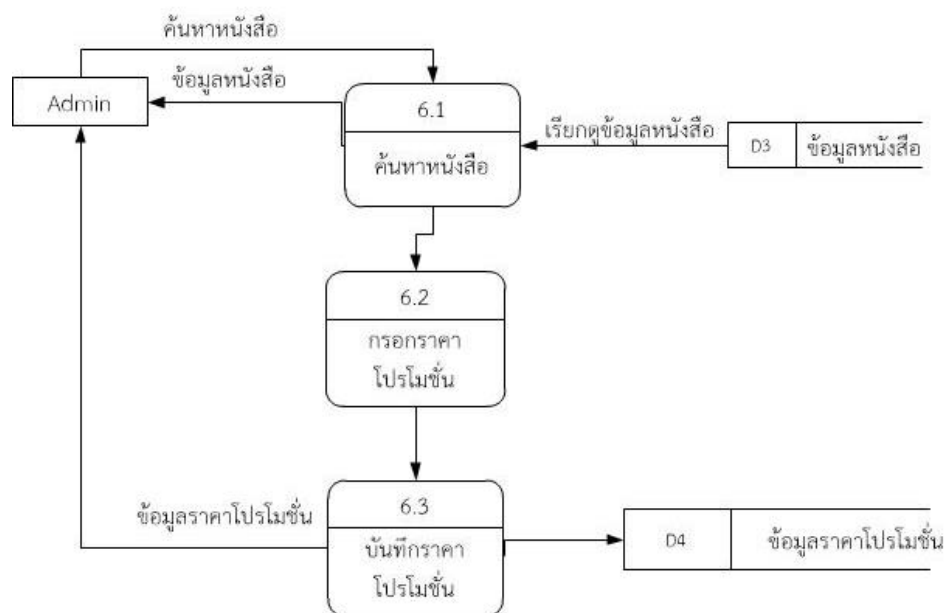 ค้นหาหนังสือ
ข้อมูลหนังสือ
Admin
6.1
ค้นหาหนังสือ
เรียกดูข้อมูลหนังสือ
D3
ข้อมูลหนังสือ
6.2
กรอกราคา
โปรโมชั่น
ข้อมูลราคาโปรโมชั่น
6.3
บันทึกราคา
โปรโมชั่น
D4
ข้อมูลราคาโปรโมชั่น